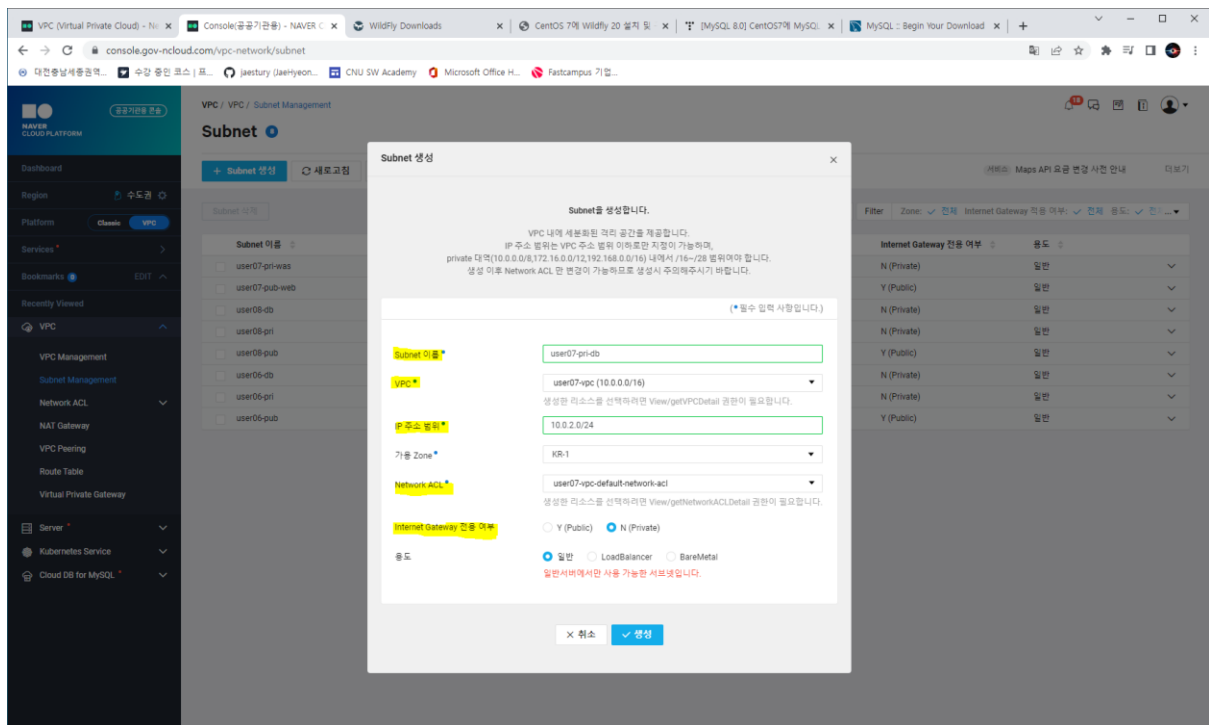 VPC (Virtual Private Cloud) - Na
Console(공공기관용) - NAVER C
WildFly Downloads
CentOS 7에 Wildfly 20 설치 및
[MySQL 8.0] CentOS7에 MySQL
MySQL :: Begin Your Download
console.gov-ncloud.com/vpc-network/subnet
대전충남세종권역...
수강 중인 코스 | 프...
jaestury (JaeHyeon...
CNU SW Academy
Microsoft Office H...
Fastcampus 기업...
NAVER
CLOUD PLATFORM
공공기관용 콘솔
VPC / VPC / Subnet Management
Subnet 8
Dashboard
Region 수도권
Platform Classic VPC
Services
Bookmarks EDIT
Recently Viewed
VPC
VPC Management
Subnet Management
Network ACL
NAT Gateway
VPC Peering
Route Table
Virtual Private Gateway
Server
Kubernetes Service
Cloud DB for MySQL
+ Subnet 생성 새로고침
서비스 Maps API 요금 변경 사전 안내 더보기
Subnet 삭제
Filter Zone: 전체 Internet Gateway 전용 여부: 전체 용도:
Subnet 이름 Internet Gateway 전용 여부 용도
user07-pri-was N (Private) 일반
user07-pub-web Y (Public) 일반
user08-db N (Private) 일반
user08-pri N (Private) 일반
user08-pub Y (Public) 일반
user06-db N (Private) 일반
user06-pri N (Private) 일반
user06-pub Y (Public) 일반
Subnet 생성
Subnet을 생성합니다.
VPC 내에 세분화된 격리 공간을 제공합니다.
IP 주소 범위는 VPC 주소 범위 이하로만 지정이 가능하며,
private 대역(10.0.0.0/8,172.16.0.0/12,192.168.0.0/16) 내에서 /16~/28 범위여야 합니다.
생성 이후 Network ACL 만 변경이 가능하므로 생성시 주의해주시기 바랍니다.
(•필수 입력 사항입니다.)
Subnet 이름• user07-pri-db
VPC• user07-vpc (10.0.0.0/16)
생성한 리소스를 선택하려면 View/getVPCDetail 권한이 필요합니다.
IP 주소 범위• 10.0.2.0/24
가용 Zone• KR-1
Network ACL• user07-vpc-default-network-acl
생성한 리소스를 선택하려면 View/getNetworkACLDetail 권한이 필요합니다.
Internet Gateway 전용 여부 Y (Public) N (Private)
용도 일반 LoadBalancer BareMetal
일반서버에서만 사용 가능한 서브넷입니다.
취소 생성